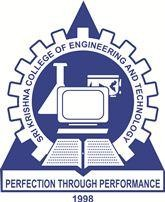 SRI KRISHNA COLLEGE OF ENGINEERING AND TECHNOLOGY
PERFECTION THROUGH PERFORMANCE
1998